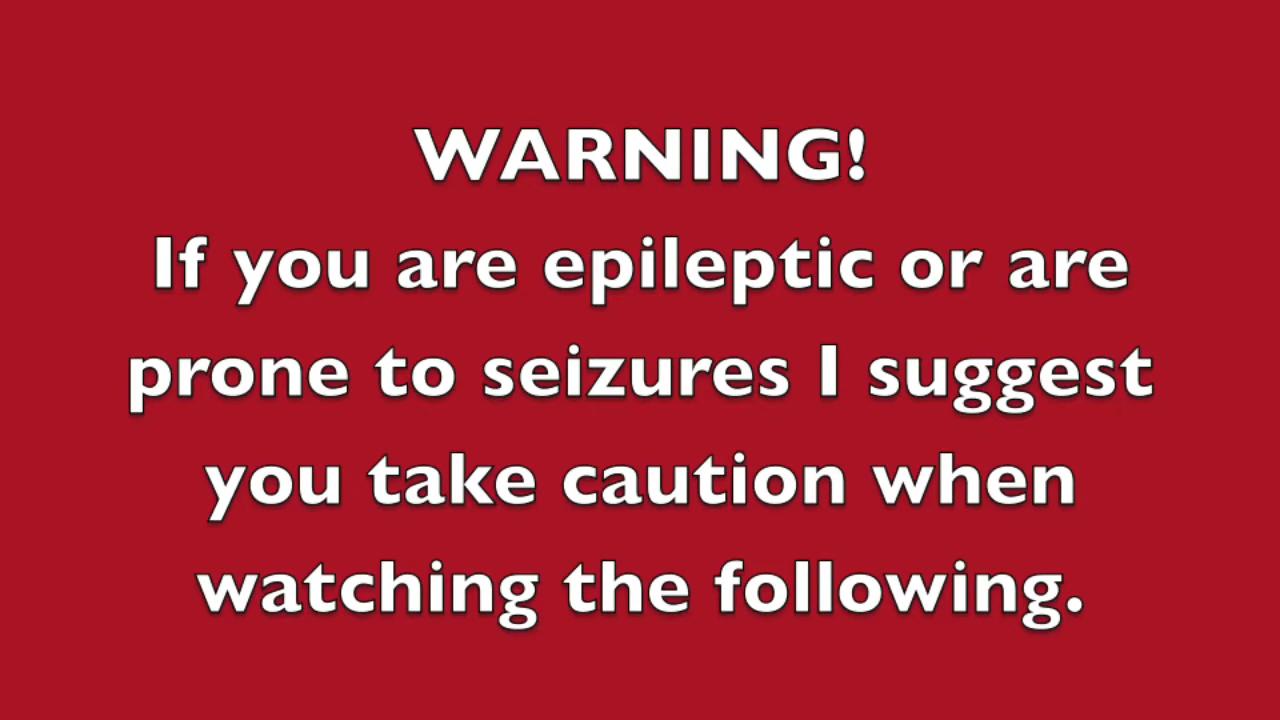 WARNING!
If you are epileptic or are
prone to seizures I suggest
you take caution when
watching the following.